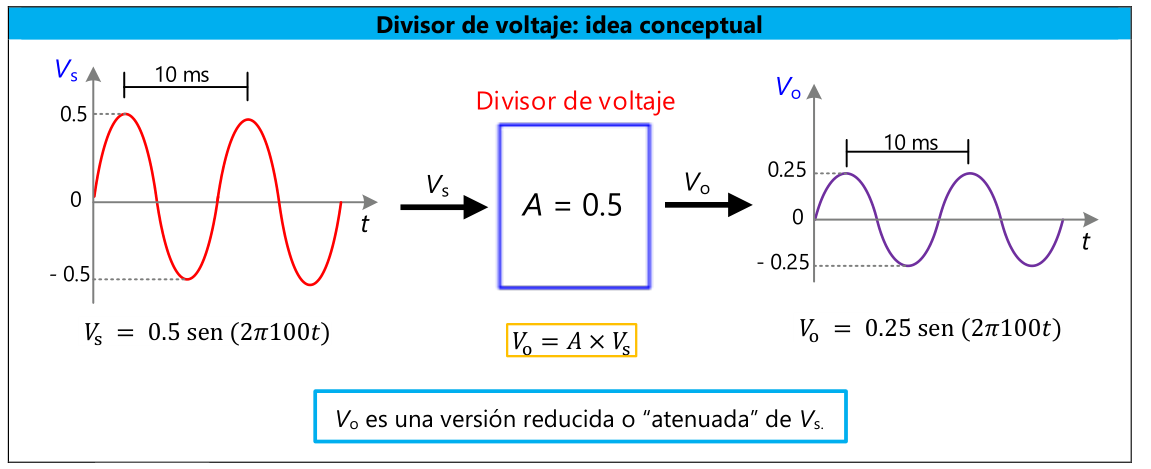 Divisor de voltaje: idea conceptual
Vs
10 ms
0.5
0
- 0.5
t
Vs = 0.5 sen (2π100t)
Divisor de voltaje
Vs
A = 0.5
Vo
Vo = A × Vs
Vo
10 ms
0.25
0
- 0.25
t
Vo = 0.25 sen (2π100t)
Vo es una versión reducida o “atenuada” de Vs.